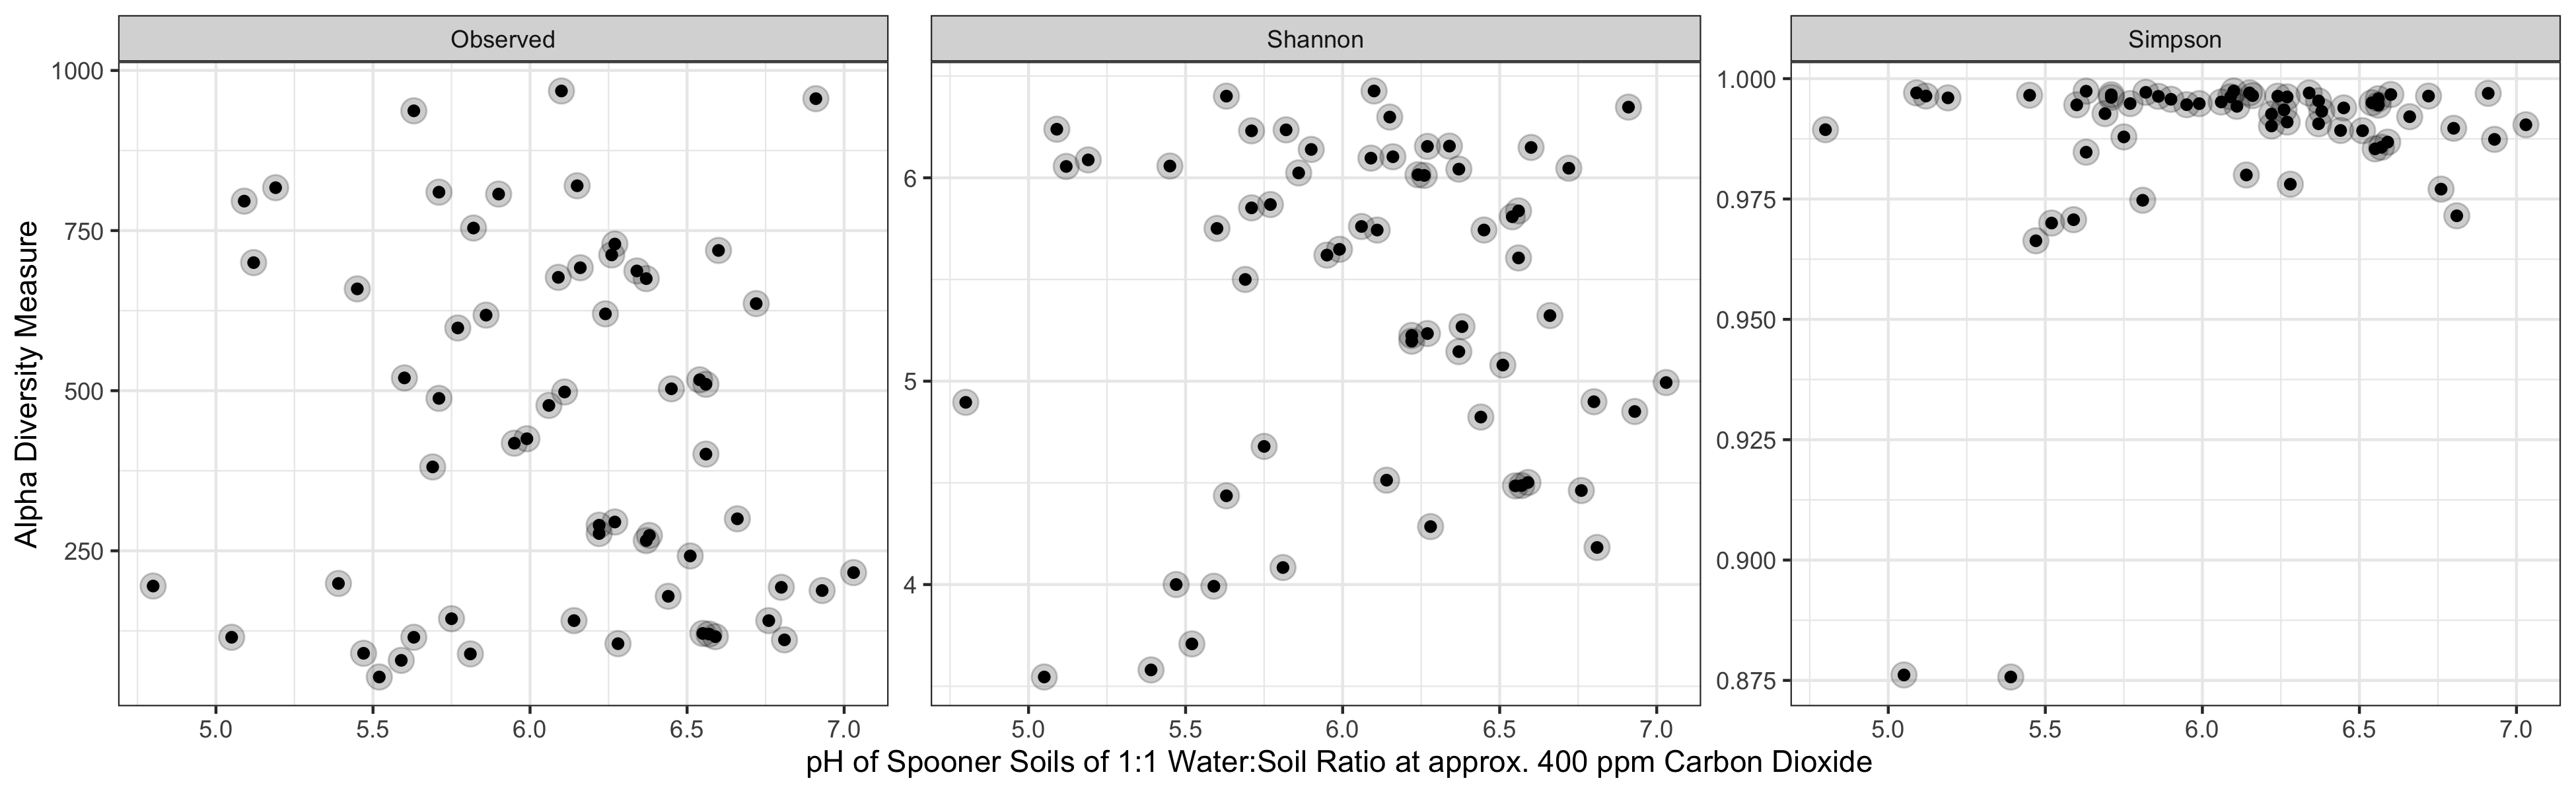 Observed
Shannon
Simpson
Alpha Diversity Measure
1000
750
500
250
6
5
4
1.000
0.975
0.950
0.925
0.900
0.875
5.0 5.5 6.0 6.5 7.0
5.0 5.5 6.0 6.5 7.0
5.0 5.5 6.0 6.5 7.0
pH of Spooner Soils of 1:1 Water:Soil Ratio at approx. 400 ppm Carbon Dioxide